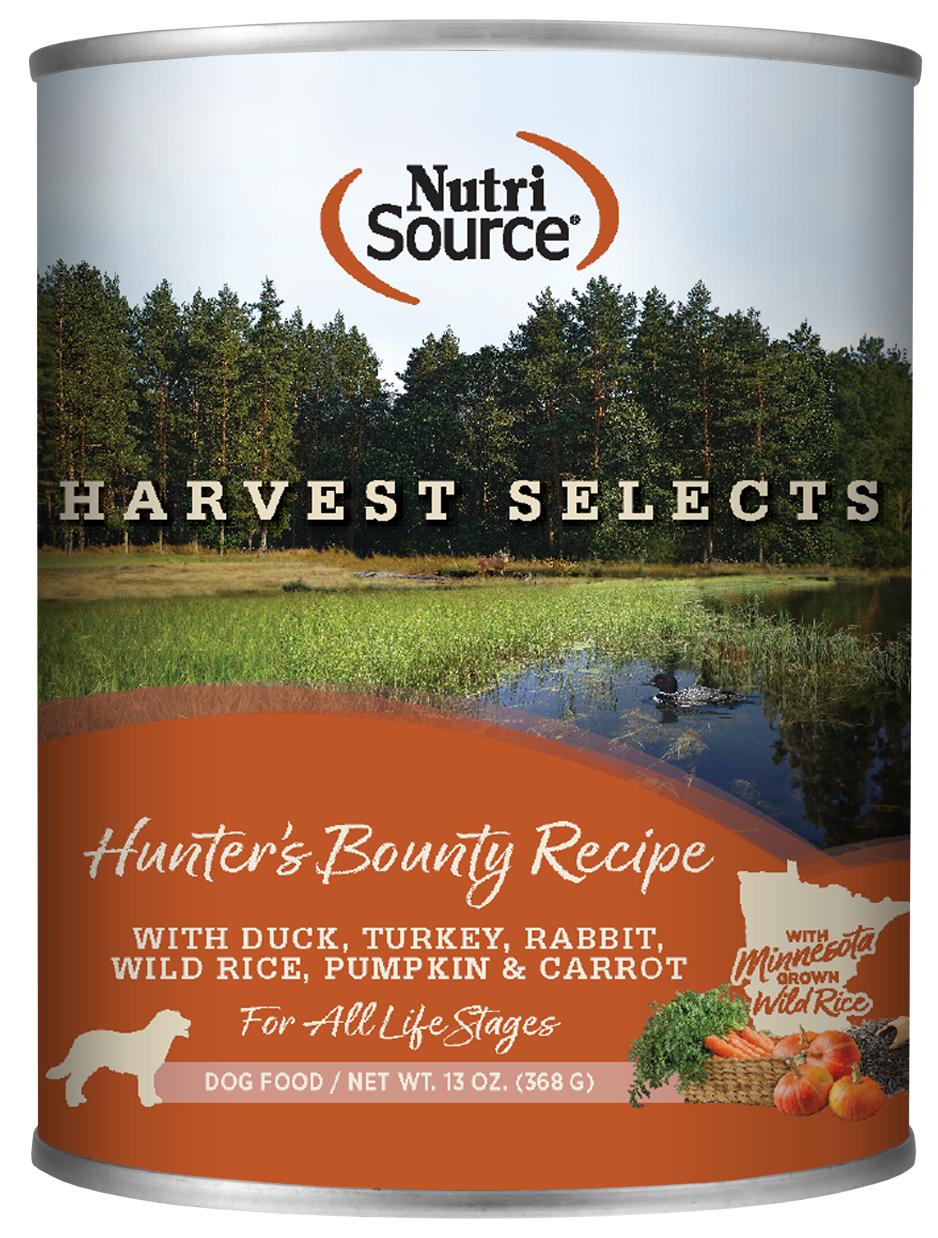 Nutri
Source®
HARVEST SELECTS
Hunter's Bounty Recipe
WITH DUCK, TURKEY, RABBIT,
WILD RICE, PUMPKIN & CARROT
For All Life Stages
DOG FOOD / NET WT. 13 OZ. (368 G)
WITH
Minnesota
GROWN
Wild Rice